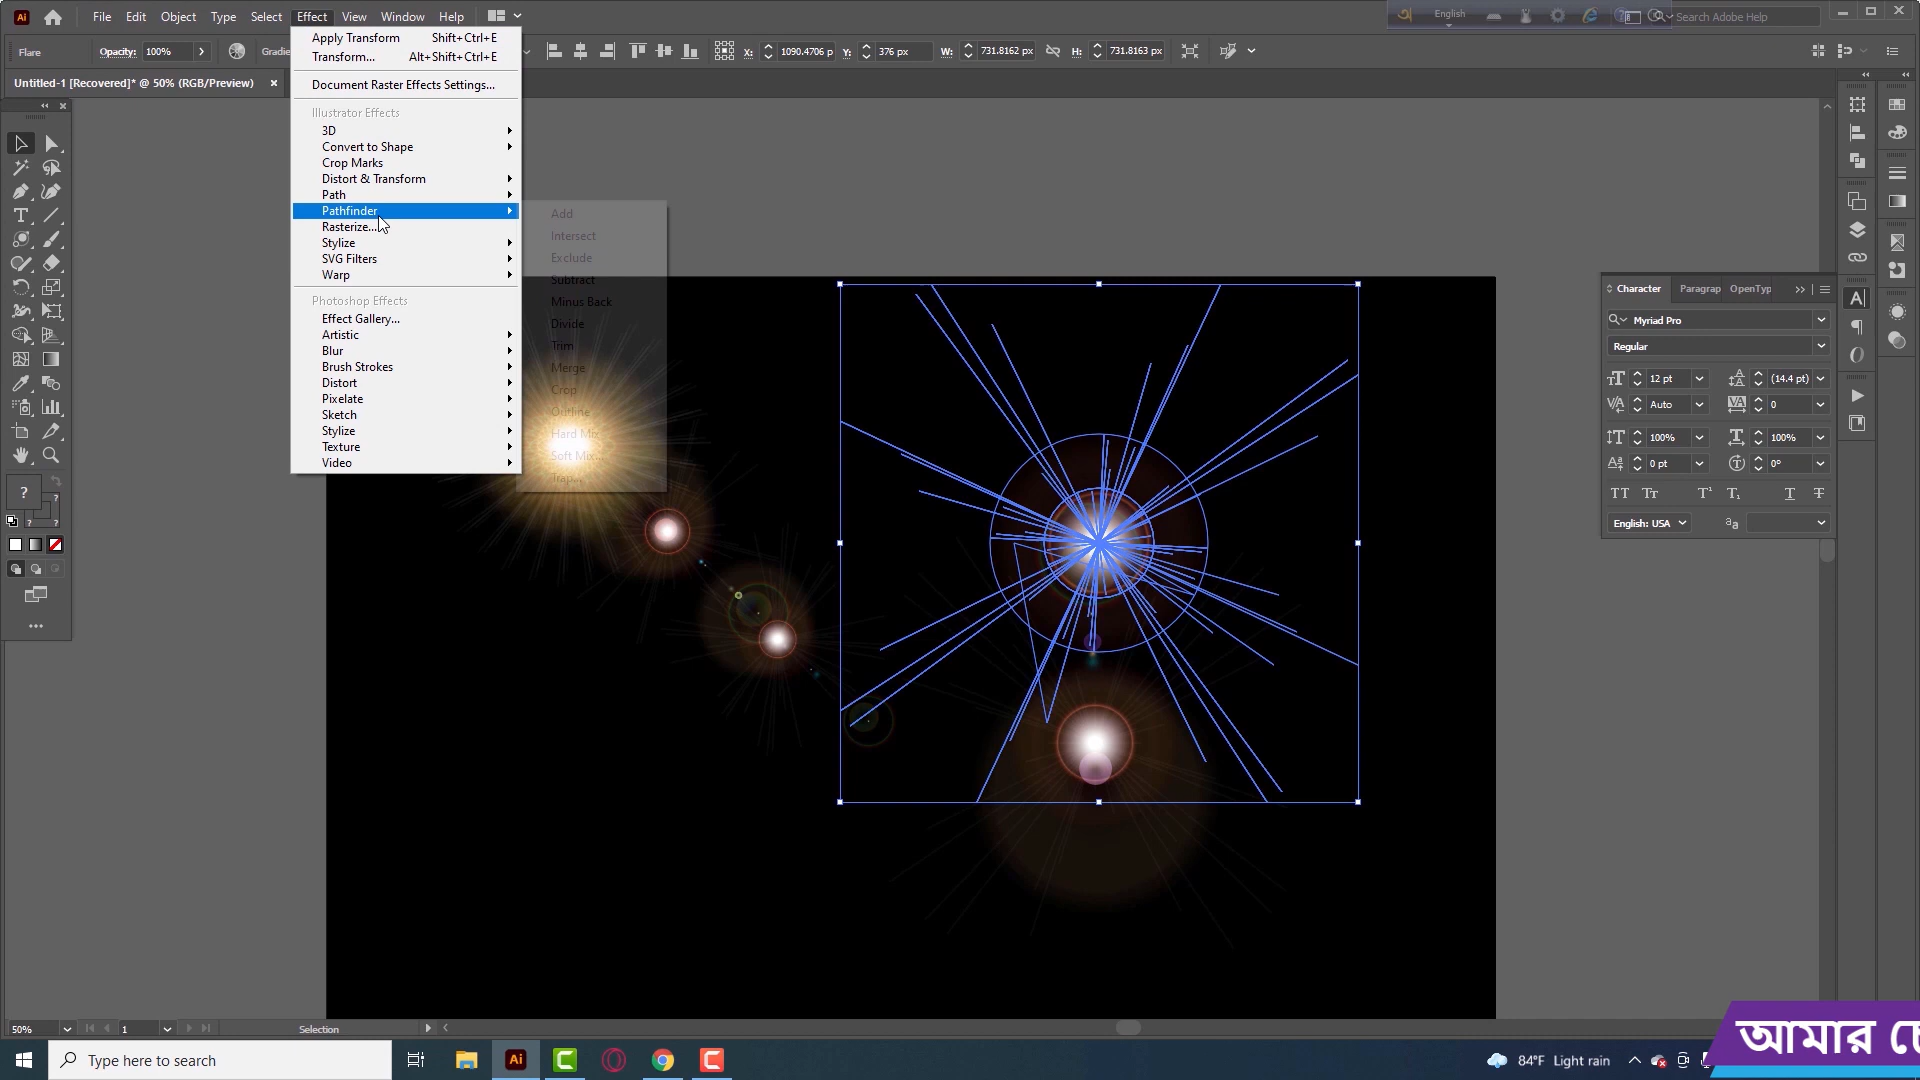 File Edit Object Type Select Effect View Window Help
English
Search Adobe Help
Flare Opacity: 100% X: 1090.4706 p Y: 376 px W: 731.8162 px H: 731.8163 px
Untitled-1 [Recovered]* @ 50% (RGB/Preview)
Apply Transform Shift+Ctrl+E
Transform... Alt+Shift+Ctrl+E
Document Raster Effects Settings...
Illustrator Effects
3D
Convert to Shape
Crop Marks
Distort & Transform
Path
Pathfinder
Rasterize...
Stylize
SVG Filters
Warp
Photoshop Effects
Effect Gallery...
Artistic
Blur
Brush Strokes
Distort
Pixelate
Sketch
Stylize
Texture
Video
Add
Intersect
Exclude
Subtract
Minus Back
Divide
Trim
Merge
Crop
Outline
Hard Mix
Soft Mix...
Trap...
Character Paragrap OpenTyp
Myriad Pro
Regular
12 pt (14.4 pt)
Auto 0
100% 100%
0 pt 0°
English: USA
50% 1 Selection
Type here to search
84°F Light rain
আমার